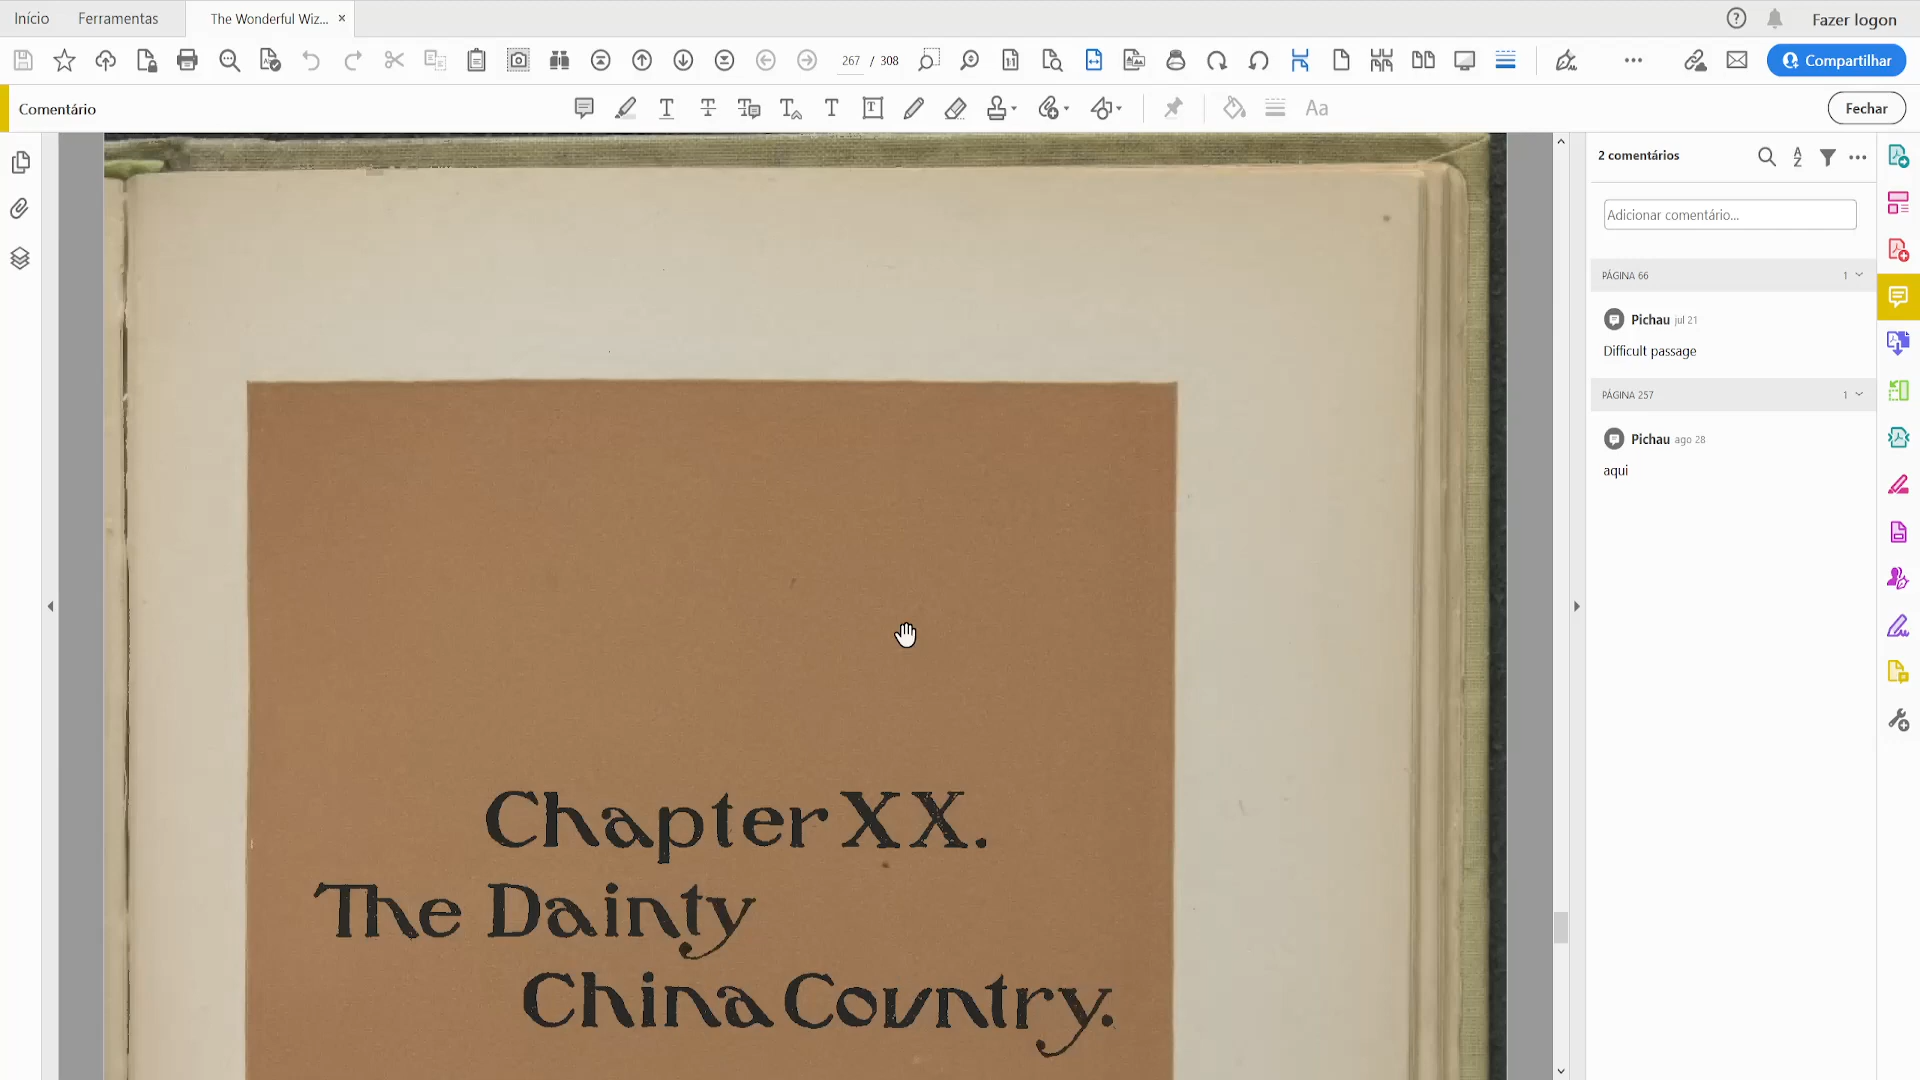 Início
Ferramentas
The Wonderful Wiz...
Fazer logon
267 / 308
Compartilhar
Comentário
Aa
Fechar
2 comentários
Adicionar comentário...
PÁGINA 66
1
Pichau jul 21
Difficult passage
PÁGINA 257
1
Pichau ago 28
aqui
Chapter XX.
The Dainty
China Country.